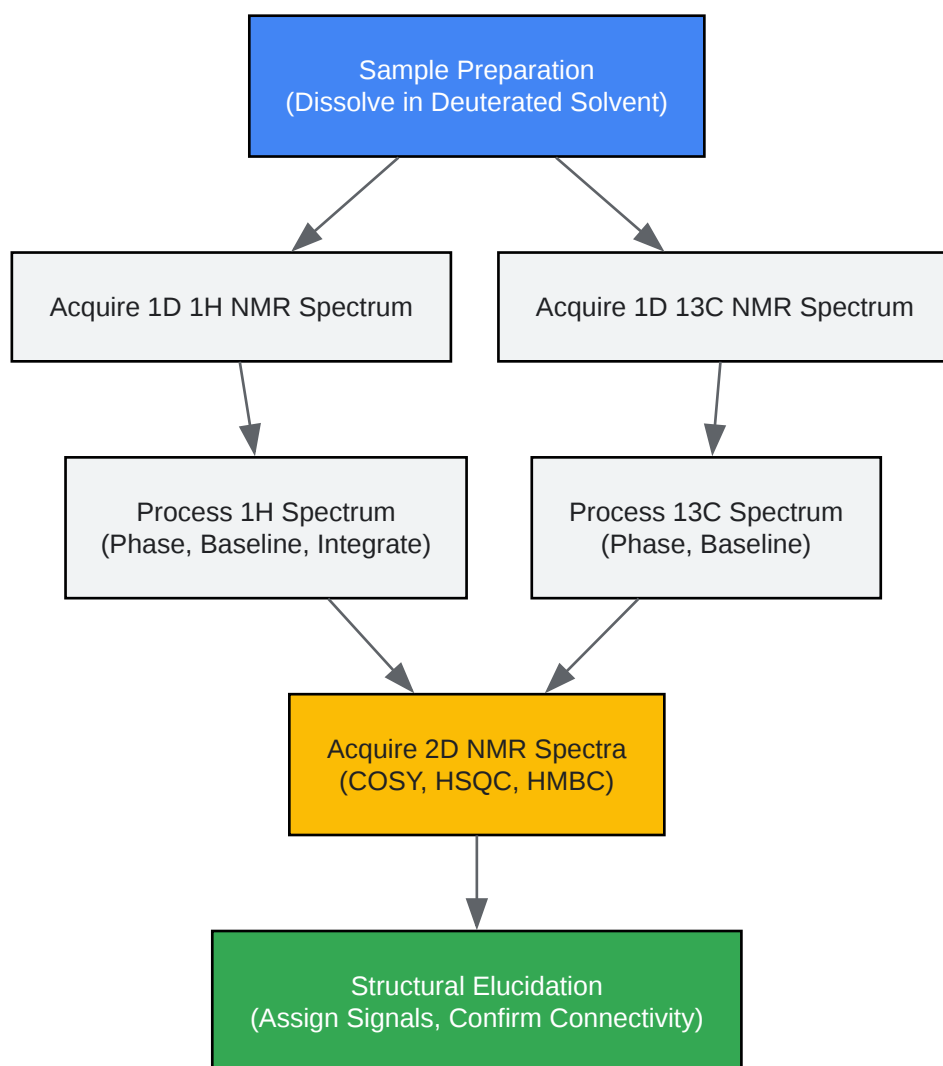 Sample Preparation
(Dissolve in Deuterated Solvent)
Acquire 1D 1H NMR Spectrum
Acquire 1D 13C NMR Spectrum
Process 1H Spectrum
(Phase, Baseline, Integrate)
Process 13C Spectrum
(Phase, Baseline)
Acquire 2D NMR Spectra
(COSY, HSQC, HMBC)
Structural Elucidation
(Assign Signals, Confirm Connectivity)